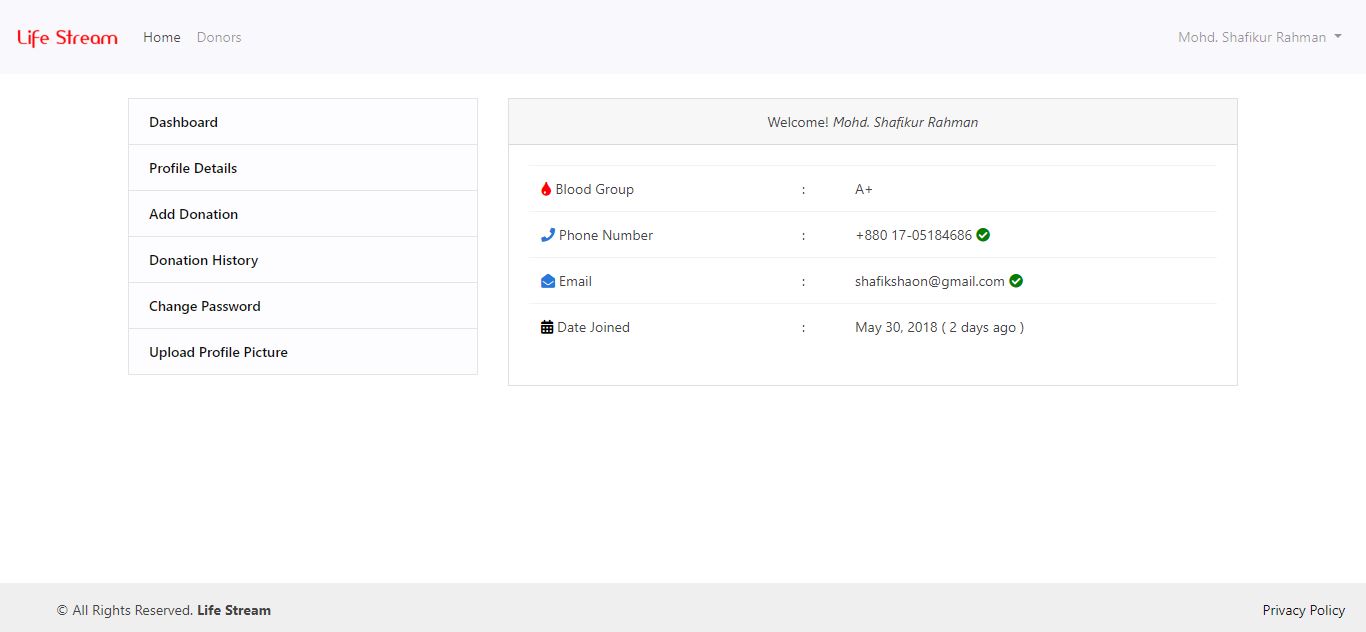 Life Stream Home Donors Mohd. Shafikur Rahman
Dashboard
Profile Details
Add Donation
Donation History
Change Password
Upload Profile Picture
Welcome! Mohd. Shafikur Rahman
Blood Group : A+
Phone Number : +880 17-05184686
Email : shafikshaon@gmail.com
Date Joined : May 30, 2018 ( 2 days ago )
© All Rights Reserved. Life Stream Privacy Policy